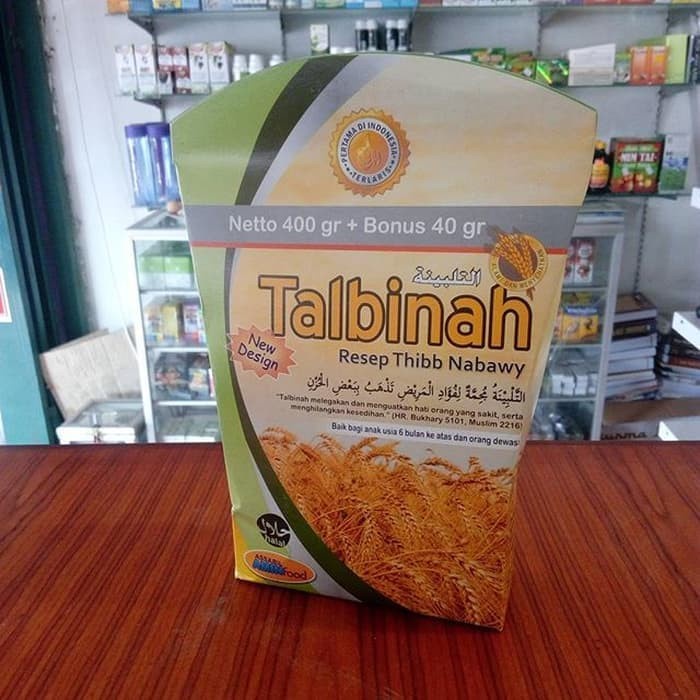 PERTAMA DI INDONESIA
TERLARIS
Netto 400 gr + Bonus 40 gr
التلبينة
Talbinah
New
Design
Resep Thibb Nabawy
التَّلْبِيْنَةُ مُجِمَّةٌ لِفُؤَادِ الْمَرِيْضِ تَذْهَبُ بِبَعْضِ الْحُزْنِ
"Talbinah melegakan dan menguatkan hati orang yang sakit, serta
menghilangkan kesedihan." (HR. Bukhary 5101, Muslim 2216)
Baik bagi anak usia 6 bulan ke atas dan orang dewasa
حلال
halal
food